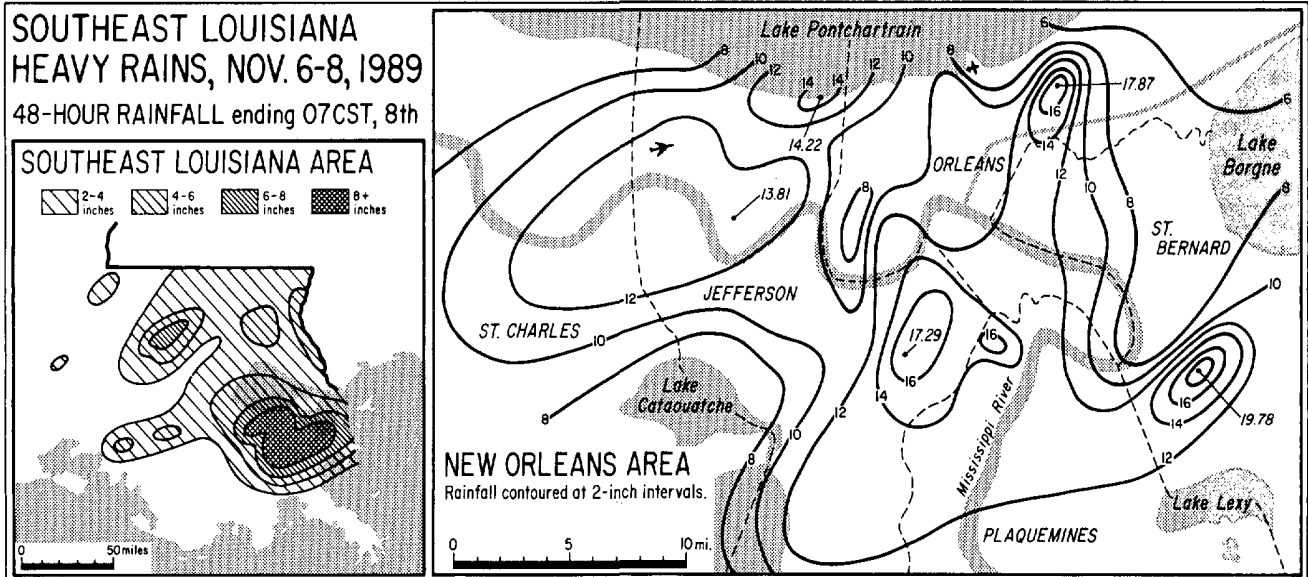 SOUTHEAST LOUISIANA
HEAVY RAINS, NOV. 6-8, 1989
48-HOUR RAINFALL ending 07CST, 8th
SOUTHEAST LOUISIANA AREA
2-4 inches
4-6 inches
6-8 inches
8+ inches
0 50 miles
Lake Pontchartrain
6
8
10
12
14
14
12
10
8
6
8
10
12
14.22
16
14
17.87
ORLEANS
Lake Borgne
13.81
8
12
10
8
8
ST. BERNARD
12
JEFFERSON
ST. CHARLES
10
10
17.29
16
16
14
12
Lake Cataouatche
8
10
8
16
14
19.78
12
Mississippi River
NEW ORLEANS AREA
Rainfall contoured at 2-inch intervals.
Lake Lexy
PLAQUEMINES
0 5 10 mi.